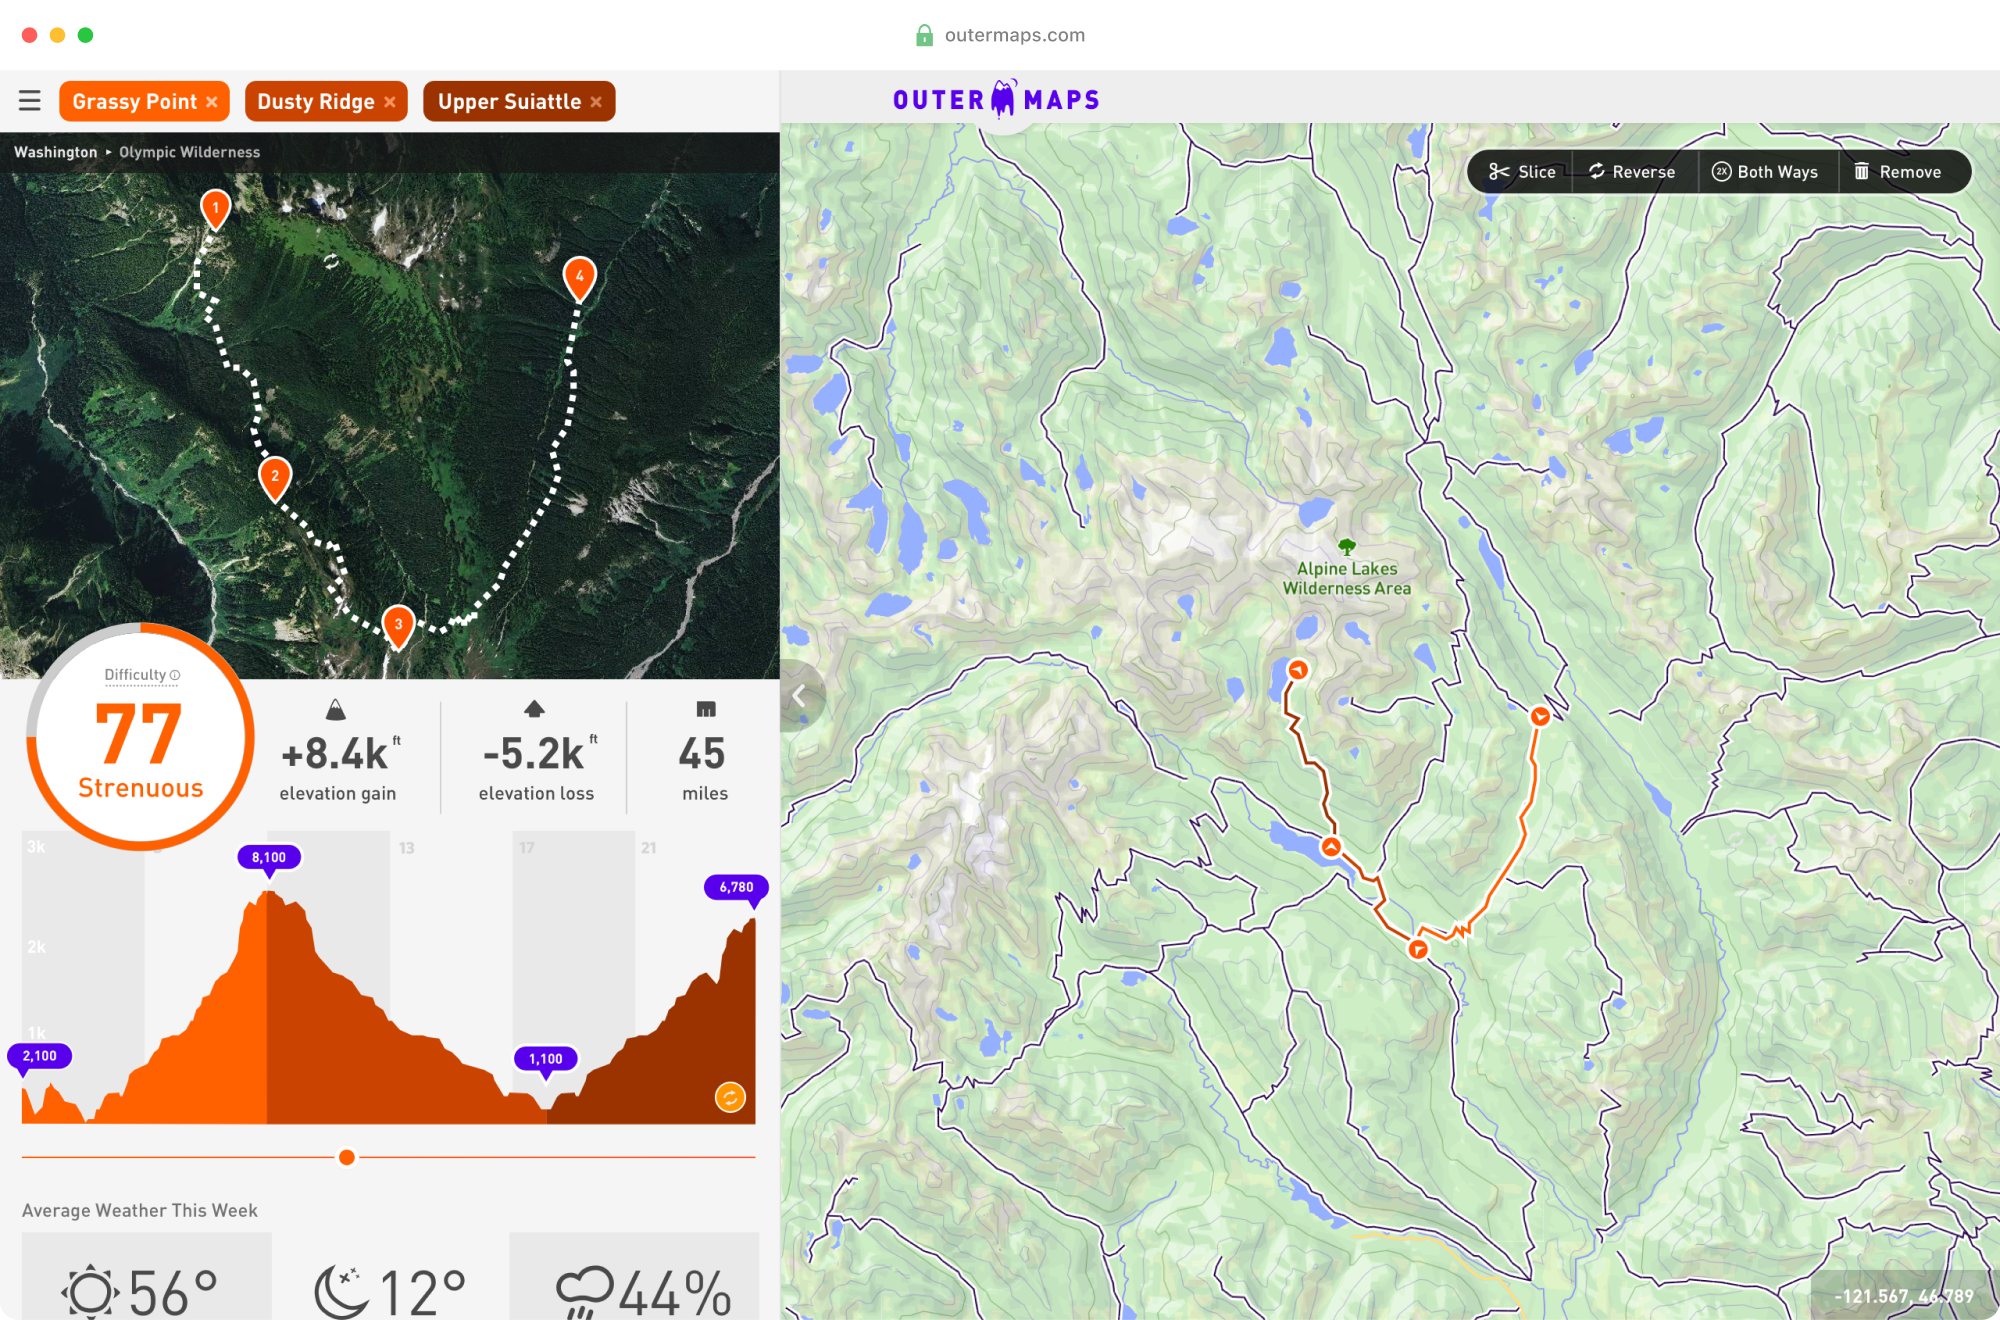 outermaps.com
Grassy Point ×
Dusty Ridge ×
Upper Suiattle ×
OUTER MAPS
Washington ▸ Olympic Wilderness
1
2
3
4
Difficulty
77
Strenuous
+8.4k ft
elevation gain
-5.2k ft
elevation loss
45
miles
3k
13
17
21
2k
1k
8,100
6,780
2,100
1,100
Average Weather This Week
56°
12°
44%
Slice
Reverse
2X Both Ways
Remove
Alpine Lakes
Wilderness Area
-121.567, 46.789